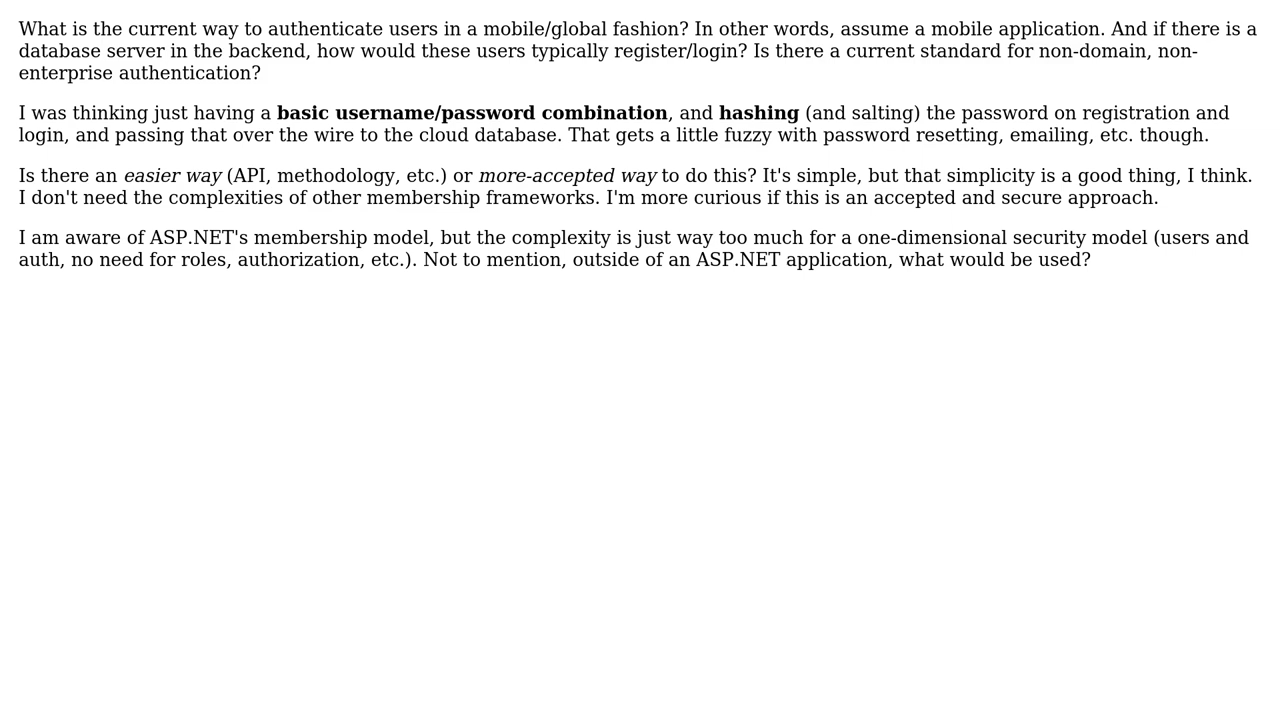 What is the current way to authenticate users in a mobile/global fashion? In other words, assume a mobile application. And if there is a
database server in the backend, how would these users typically register/login? Is there a current standard for non-domain, non-
enterprise authentication?
I was thinking just having a basic username/password combination, and hashing (and salting) the password on registration and
login, and passing that over the wire to the cloud database. That gets a little fuzzy with password resetting, emailing, etc. though.
Is there an easier way (API, methodology, etc.) or more-accepted way to do this? It's simple, but that simplicity is a good thing, I think.
I don't need the complexities of other membership frameworks. I'm more curious if this is an accepted and secure approach.
I am aware of ASP.NET's membership model, but the complexity is just way too much for a one-dimensional security model (users and
auth, no need for roles, authorization, etc.). Not to mention, outside of an ASP.NET application, what would be used?